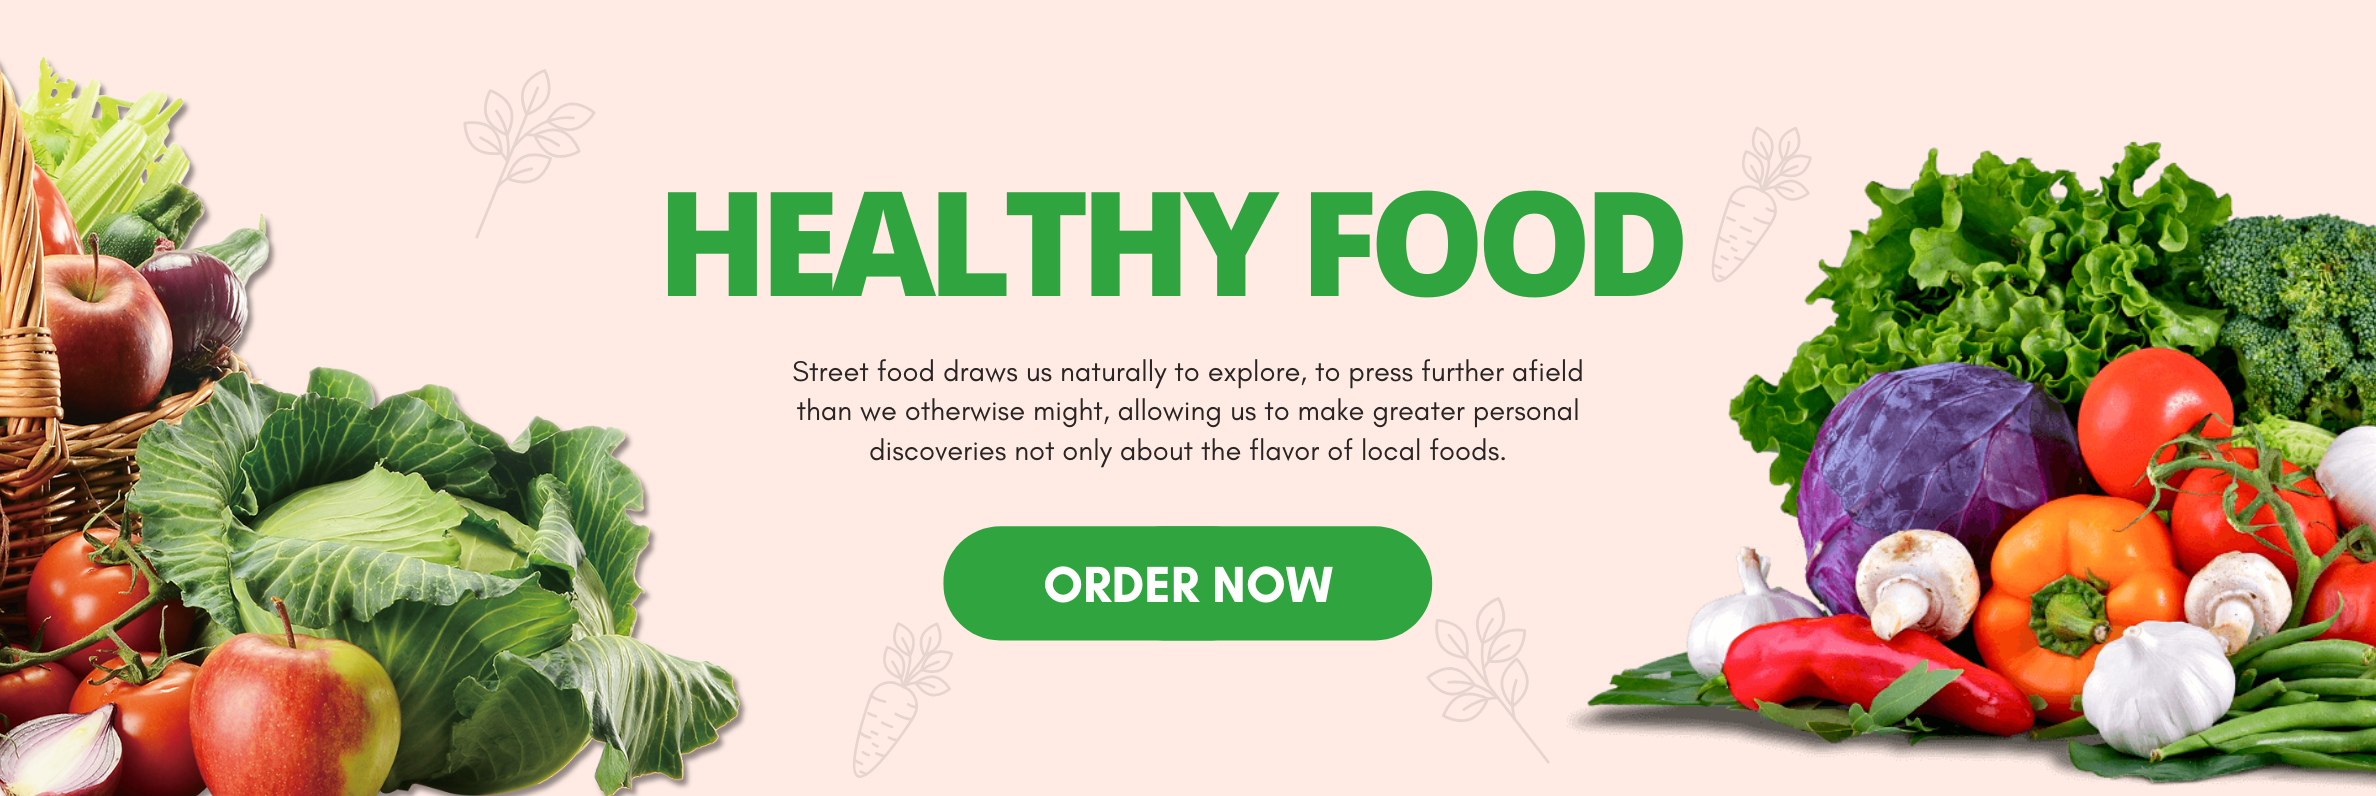 HEALTHY FOOD
Street food draws us naturally to explore, to press further afield
than we otherwise might, allowing us to make greater personal
discoveries not only about the flavor of local foods.
ORDER NOW